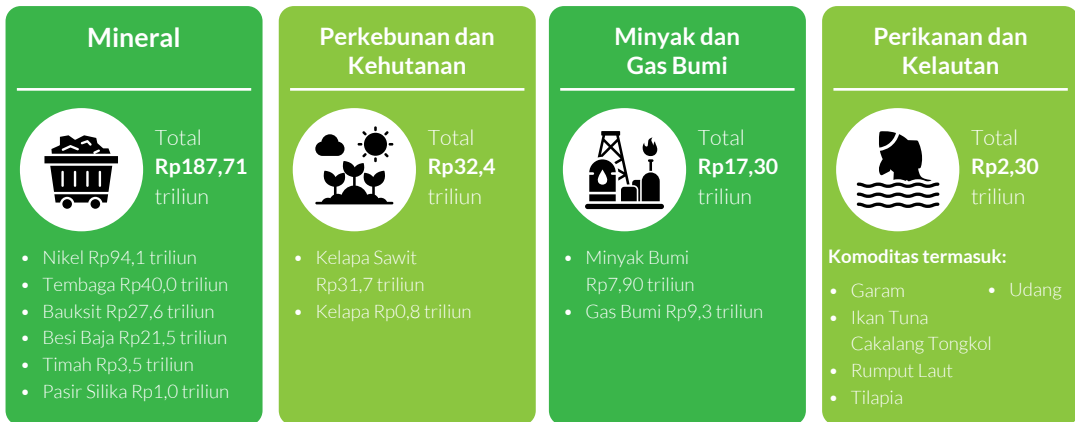 Mineral
Total
Rp187,71
triliun
• Nikel Rp94,1 triliun
• Tembaga Rp40,0 triliun
• Bauksit Rp27,6 triliun
• Besi Baja Rp21,5 triliun
• Timah Rp3,5 triliun
• Pasir Silika Rp1,0 triliun
Perkebunan dan
Kehutanan
Total
Rp32,4
triliun
• Kelapa Sawit
Rp31,7 triliun
• Kelapa Rp0,8 triliun
Minyak dan
Gas Bumi
Total
Rp17,30
triliun
• Minyak Bumi
Rp7,90 triliun
• Gas Bumi Rp9,3 triliun
Perikanan dan
Kelautan
Total
Rp2,30
triliun
Komoditas termasuk:
• Garam
• Ikan Tuna
Cakalang Tongkol
• Rumput Laut
• Tilapia
• Udang